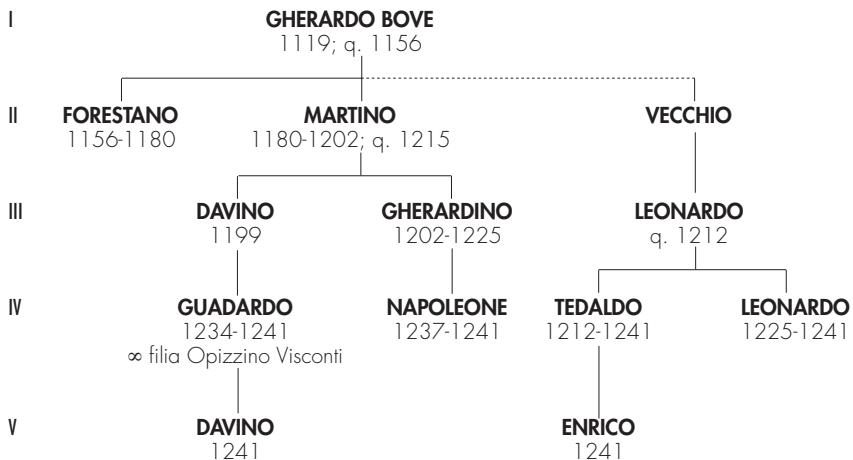 I GHERARDO BOVE
1119; q. 1156
II FORESTANO MARTINO VECCHIO
1156-1180 1180-1202; q. 1215
III DAVINO GHERARDINO LEONARDO
1199 1202-1225 q. 1212
IV GUADARDO NAPOLEONE TEDALDO LEONARDO
1234-1241 1237-1241 1212-1241 1225-1241
∞ filia Opizzino Visconti
V DAVINO ENRICO
1241 1241